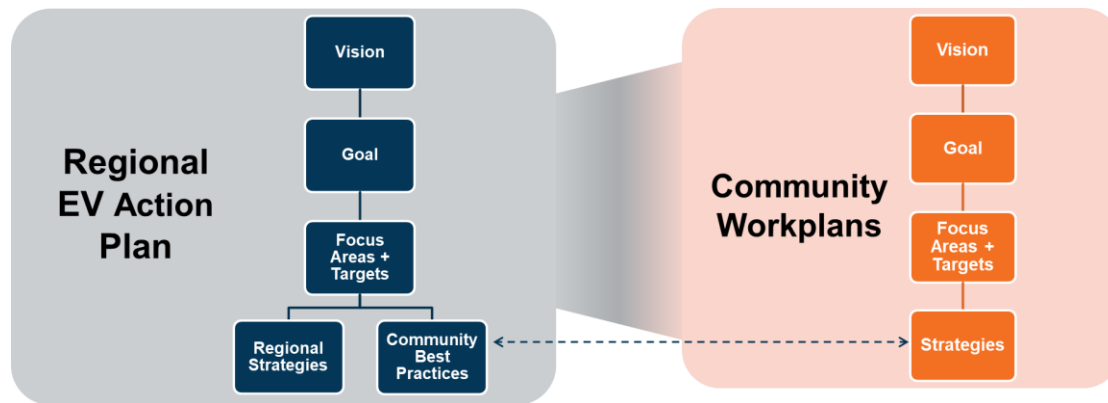 Regional
EV Action
Plan
Vision
Goal
Focus
Areas +
Targets
Regional
Strategies
Community
Best
Practices
Community
Workplans
Vision
Goal
Focus
Areas +
Targets
Strategies